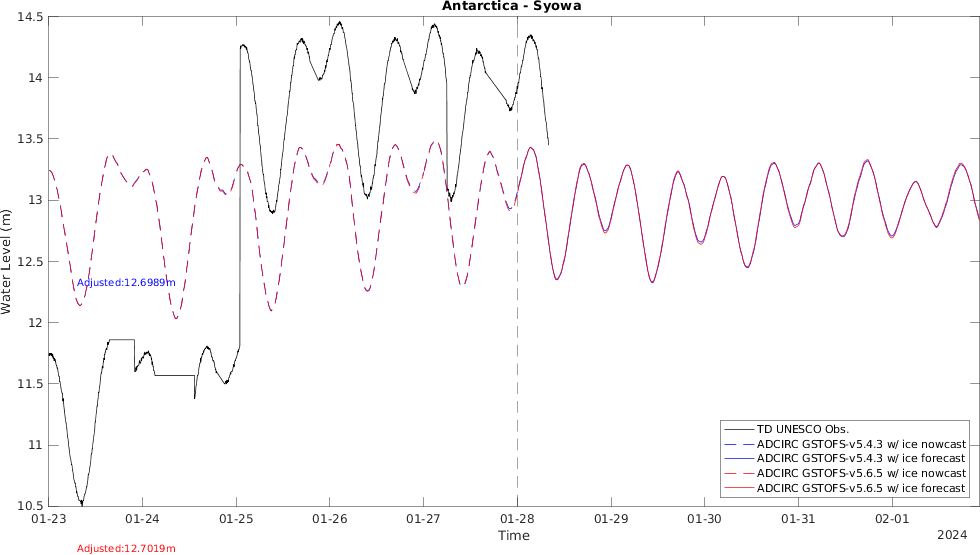 Antarctica - Syowa
14.5
14
13.5
13
12.5
12
11.5
11
10.5
Water Level (m)
Adjusted:12.6989m
TD UNESCO Obs.
ADCIRC GSTOFS-v5.4.3 w/ ice nowcast
ADCIRC GSTOFS-v5.4.3 w/ ice forecast
ADCIRC GSTOFS-v5.6.5 w/ ice nowcast
ADCIRC GSTOFS-v5.6.5 w/ ice forecast
01-23 01-24 01-25 01-26 01-27 01-28 01-29 01-30 01-31 02-01
Time
2024
Adjusted:12.7019m